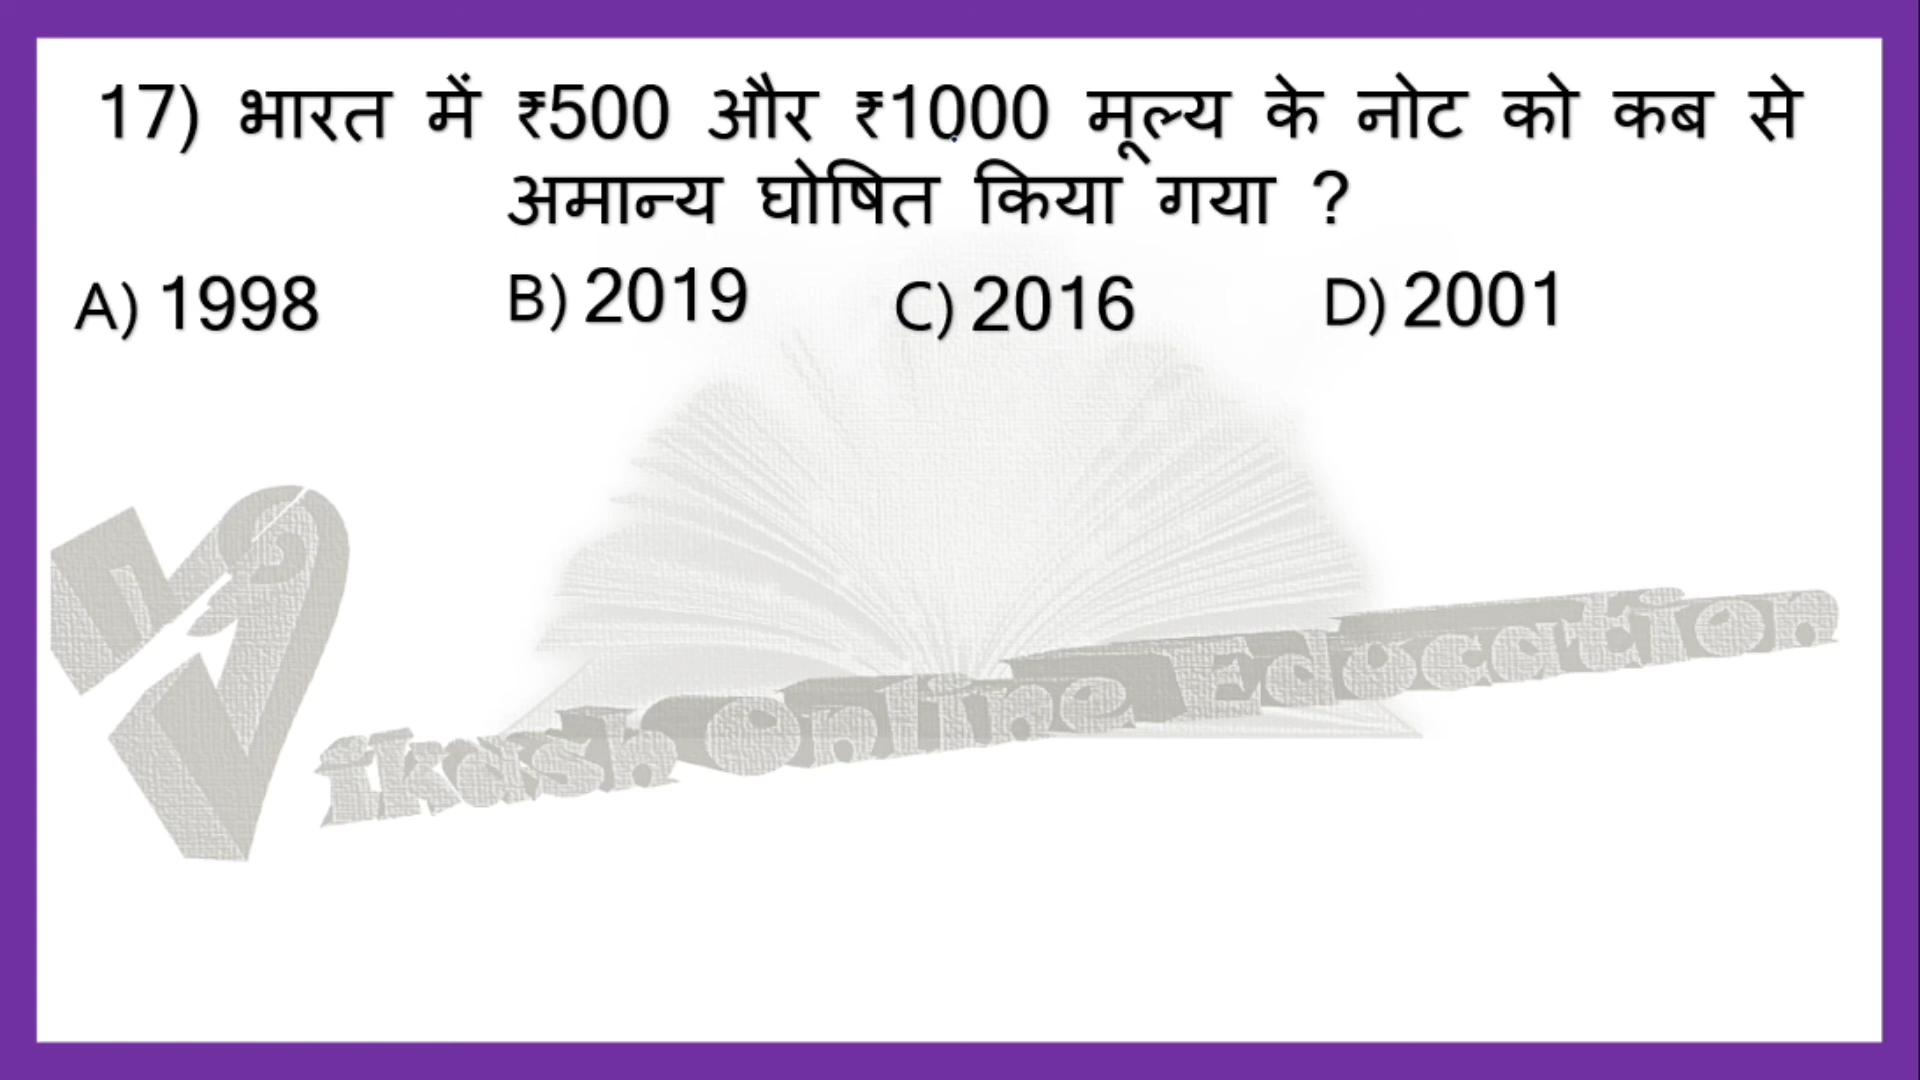 17) भारत में ₹500 और ₹1000 मूल्य के नोट को कब से
अमान्य घोषित किया गया ?
A) 1998 B) 2019 C) 2016 D) 2001
Vikash Online Education